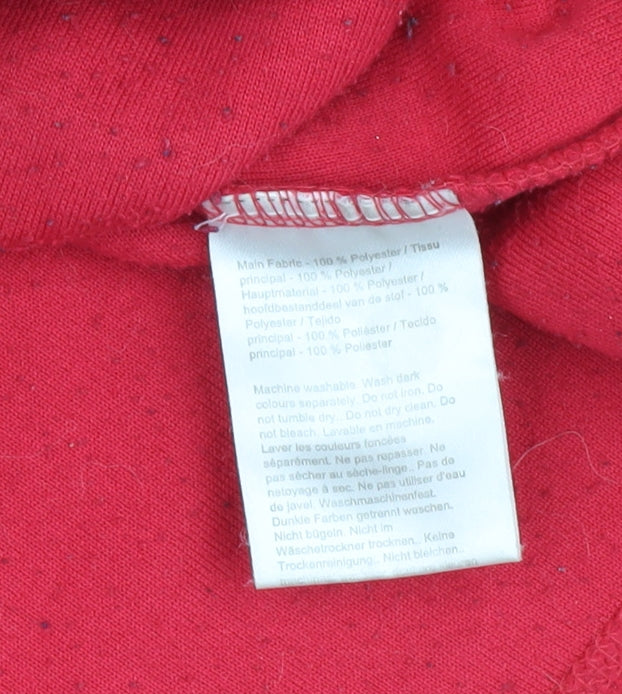 Main Fabric - 100 % Polyester / Tissu
principal - 100 % Polyester /
Hauptmaterial - 100 % Polyester /
hoofdbestanddeel van de stof - 100 %
Polyester / Tejido
principal - 100 % Poliéster / Tecido
principal - 100 % Poliester
Machine washable. Wash dark
colours separately. Do not iron. Do
not tumble dry.. Do not dry clean. Do
not bleach. Lavable en machine.
Laver les couleurs foncées
séparément. Ne pas repasser. Ne
pas sécher au sèche-linge.. Pas de
netoyage à sec. Ne pas utiliser d'eau
de javel. Waschmaschinenfest.
Dunkle Farben getrennt waschen.
Nicht bügeln. Nicht im
Wäschetrockner trocknen.. Keine
Trockenreinigung.. Nicht bleichen..